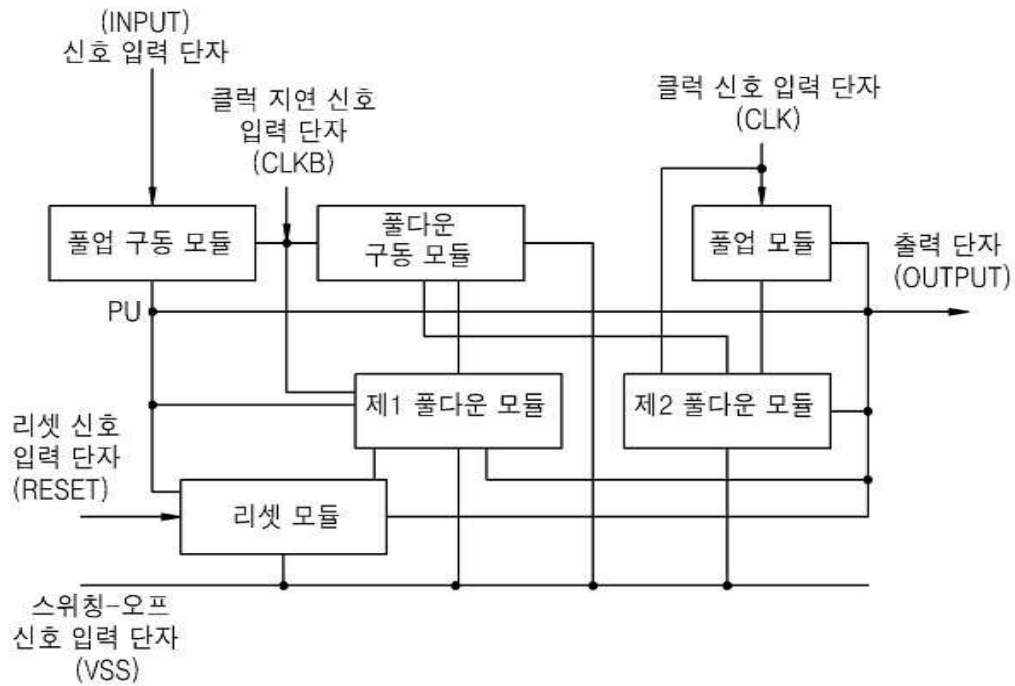 (INPUT)
신호 입력 단자
클럭 지연 신호
입력 단자
(CLKB)
클럭 신호 입력 단자
(CLK)
풀업 구동 모듈
풀다운
구동 모듈
풀업 모듈
출력 단자
(OUTPUT)
PU
제1 풀다운 모듈
제2 풀다운 모듈
리셋 신호
입력 단자
(RESET)
리셋 모듈
스위칭-오프
신호 입력 단자
(VSS)